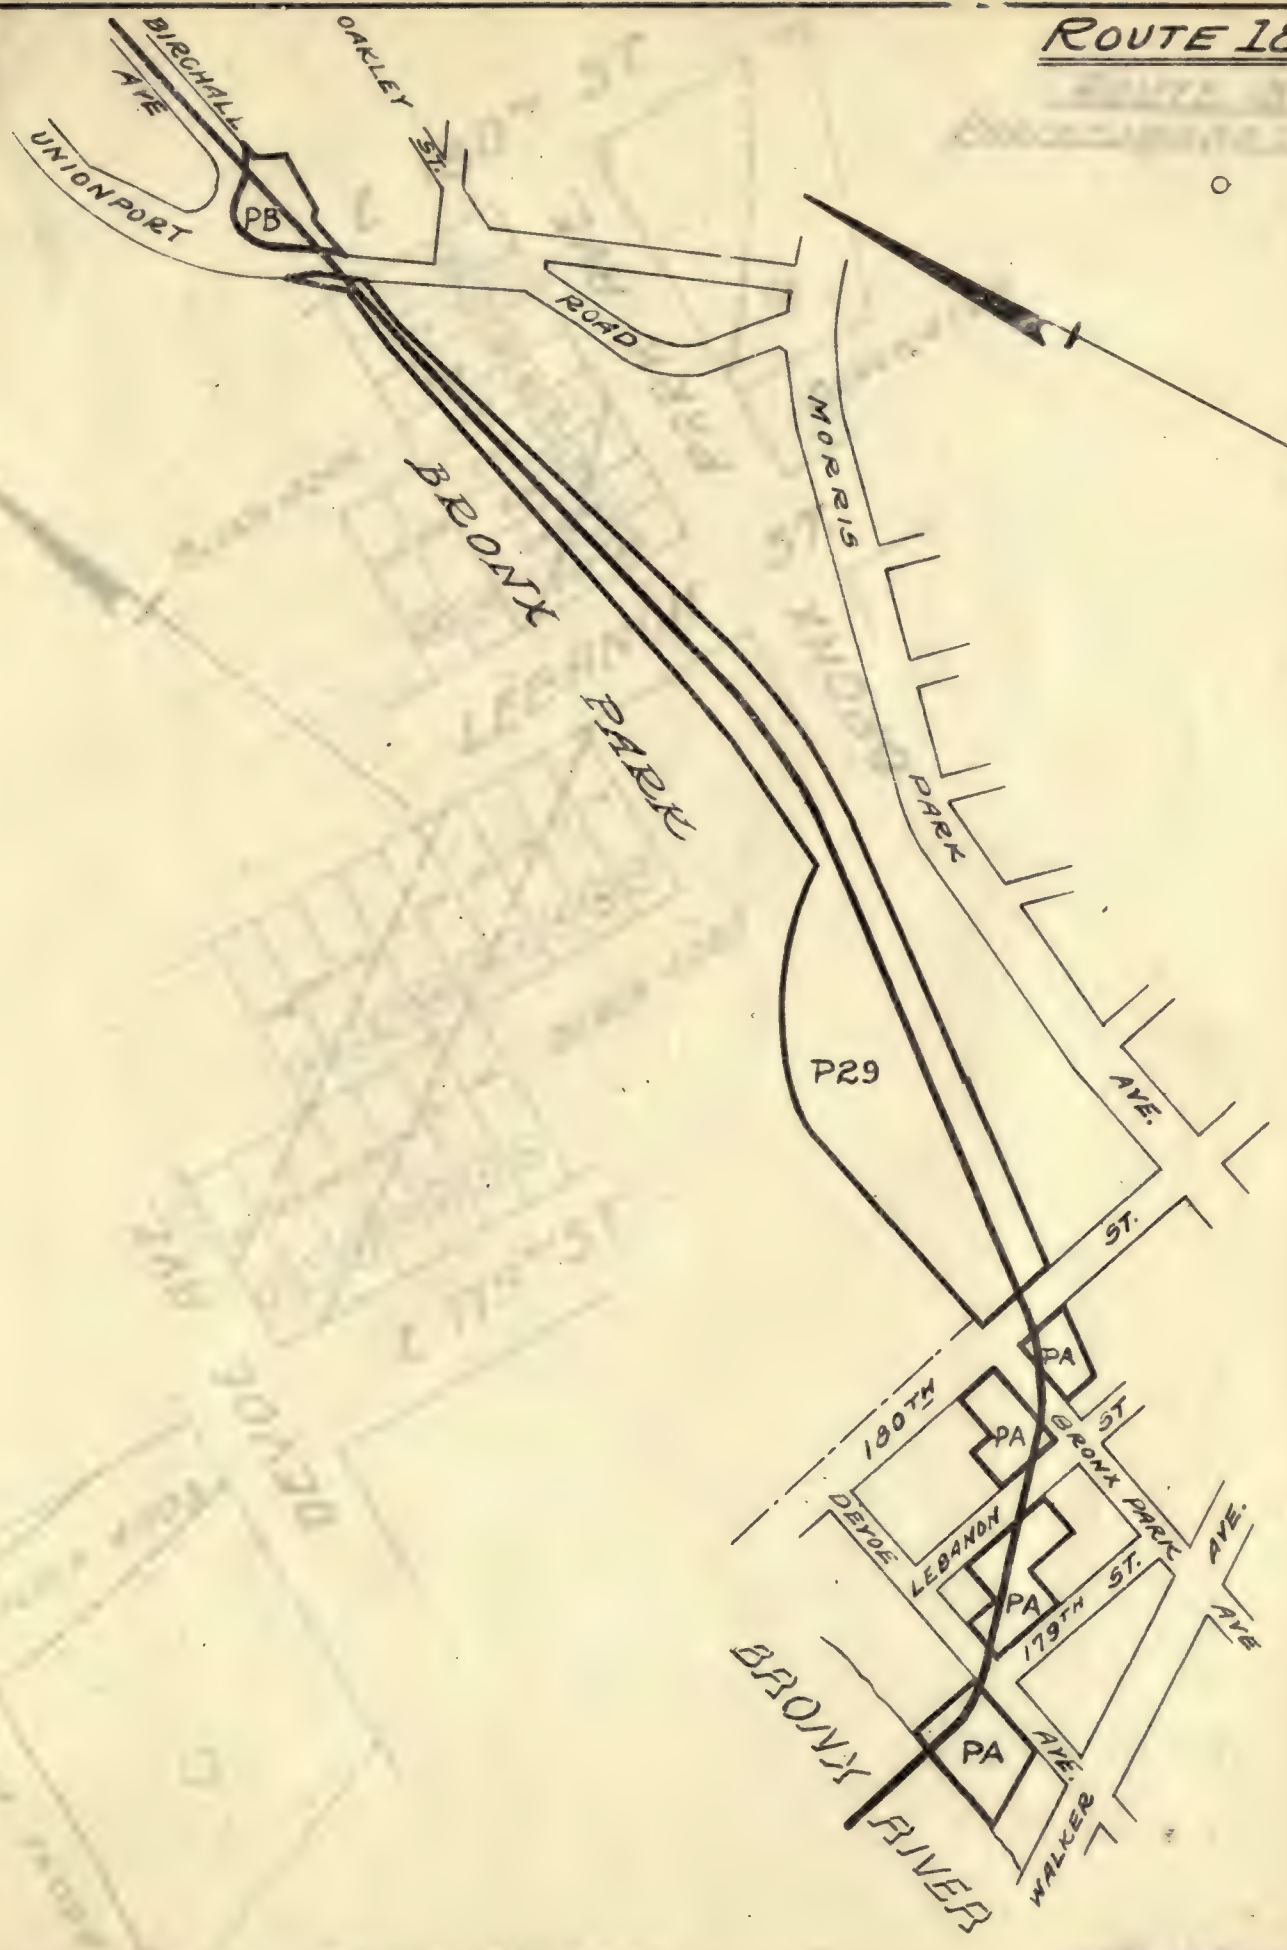 ROUTE 18
BIRCHALL
AVE
OAKLEY
ST.
UNIONPORT
PB
ROAD
MORRIS
BRONX
PARK
PARK
P29
AVE.
ST.
PA
180TH
PA
ST
BRONX PARK
AVE.
DEVOE
LEBANON
ST.
PA
179TH
AVE
BRONX
RIVER
PA
AVE.
WALKER